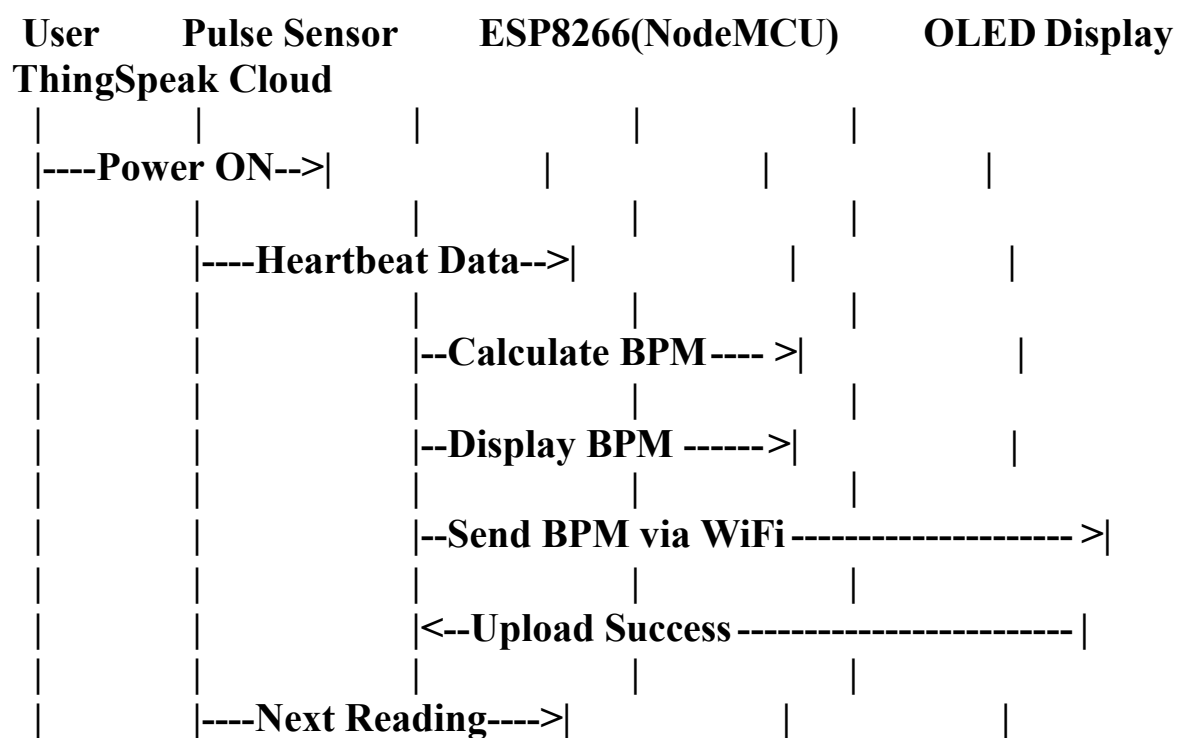 User Pulse Sensor ESP8266(NodeMCU) OLED Display
ThingSpeak Cloud
| | | | |
|----Power ON-->| | | |
| | | | |
| |----Heartbeat Data-->| | |
| | | | |
| | |--Calculate BPM---- >| |
| | | | |
| | |--Display BPM ------>| |
| | | | |
| | |--Send BPM via WiFi--------------------- >|
| | | | |
| | |<--Upload Success------------------------- |
| | | | |
| |----Next Reading---->| | |